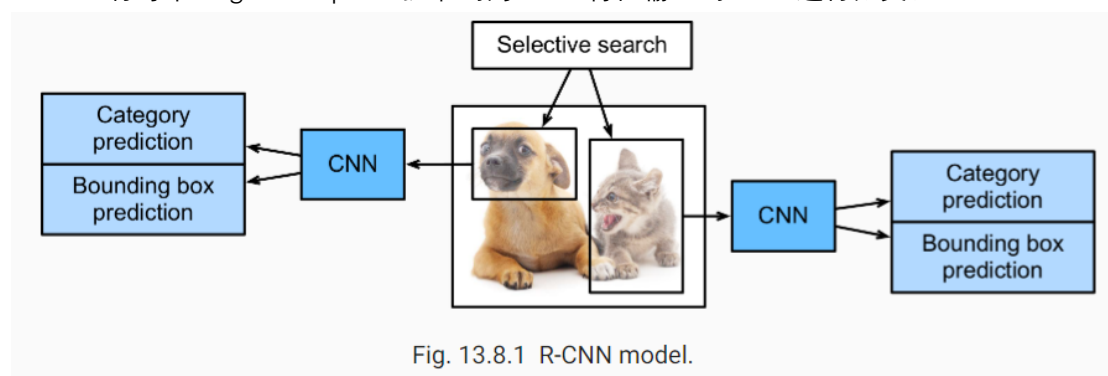 Selective search
Category
prediction
Bounding box
prediction
CNN
CNN
Category
prediction
Bounding box
prediction
Fig. 13.8.1 R-CNN model.